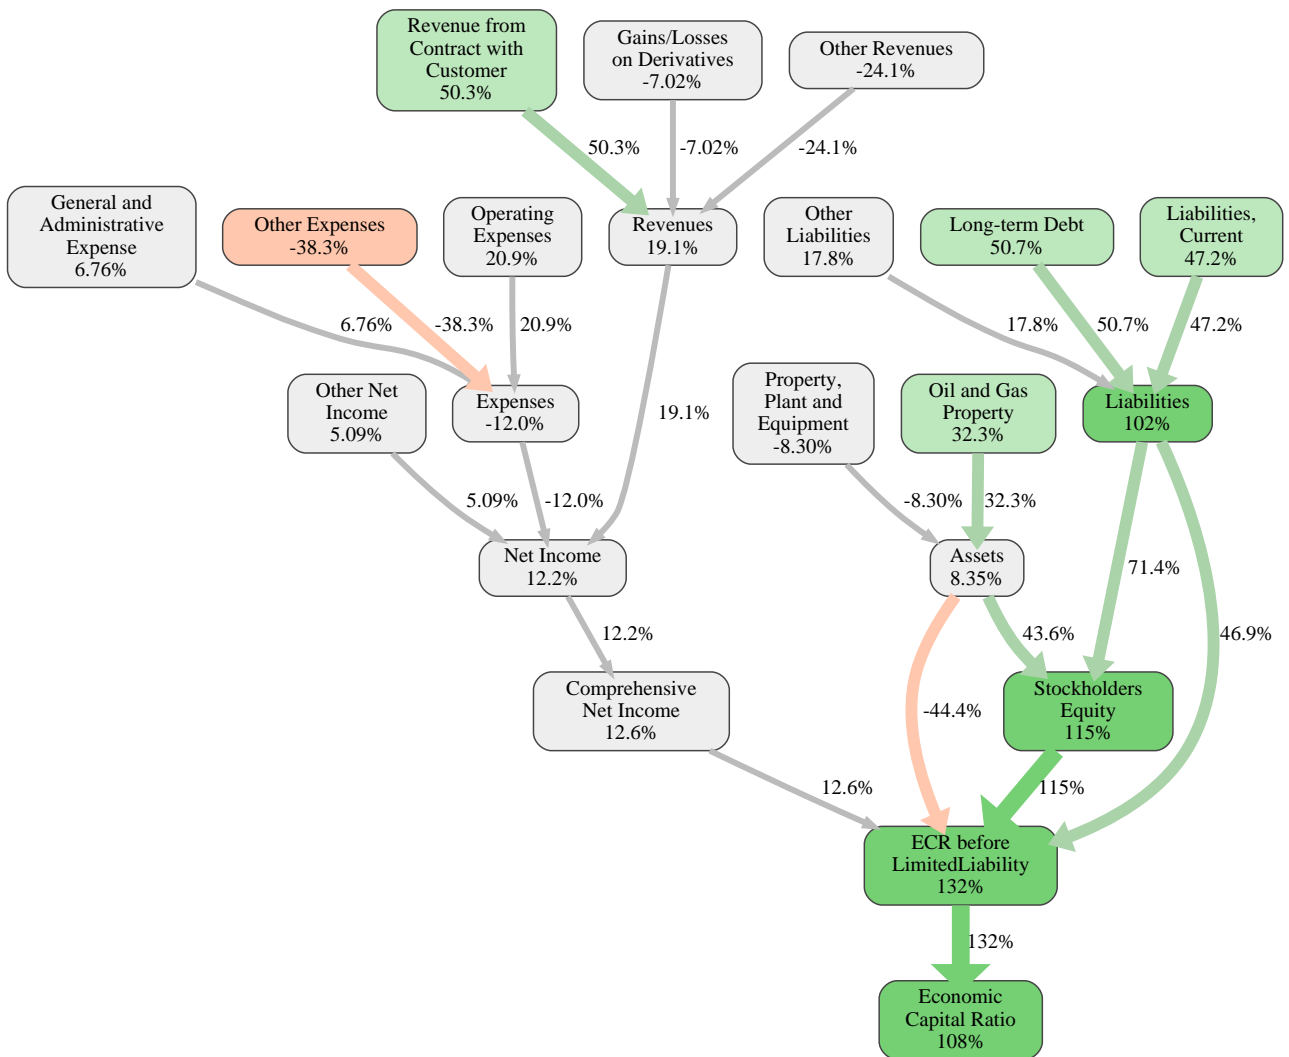 Revenue from
Contract with
Customer
50.3%
Gains/Losses
on Derivatives
-7.02%
Other Revenues
-24.1%
50.3%
-7.02%
-24.1%
General and
Administrative
Expense
6.76%
Other Expenses
-38.3%
Operating
Expenses
20.9%
Revenues
19.1%
Other
Liabilities
17.8%
Long-term Debt
50.7%
Liabilities,
Current
47.2%
6.76%
-38.3%
20.9%
17.8%
50.7%
47.2%
Other Net
Income
5.09%
Expenses
-12.0%
19.1%
Property,
Plant and
Equipment
-8.30%
Oil and Gas
Property
32.3%
Liabilities
102%
5.09%
-12.0%
-8.30%
32.3%
Net Income
12.2%
Assets
8.35%
71.4%
12.2%
43.6%
46.9%
Comprehensive
Net Income
12.6%
-44.4%
Stockholders
Equity
115%
12.6%
115%
ECR before
LimitedLiability
132%
132%
Economic
Capital Ratio
108%